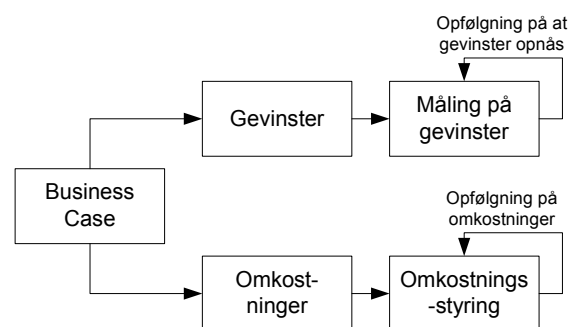 Opfølgning på at
gevinster opnås
Gevinster
Måling på
gevinster
Business
Case
Opfølgning på
omkostninger
Omkost-
ninger
Omkostnings
-styring